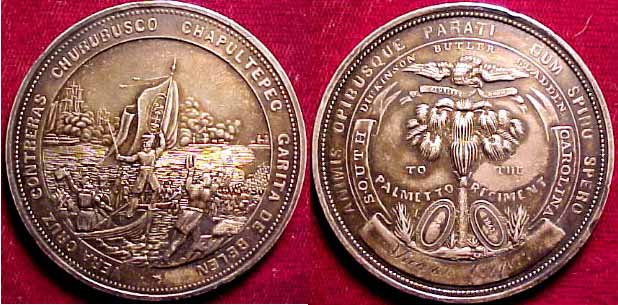 VERA CRUZ CONTRERAS CHURUBUSCO CHAPULTEPEC GARITA DE BELEN
ANIMIS OPIBUSQUE PARATI DUM SPIRO SPERO
DICKINSON BUTLER GLADDEN
SOUTH CAROLINA
TO THE
PALMETTO REGIMENT